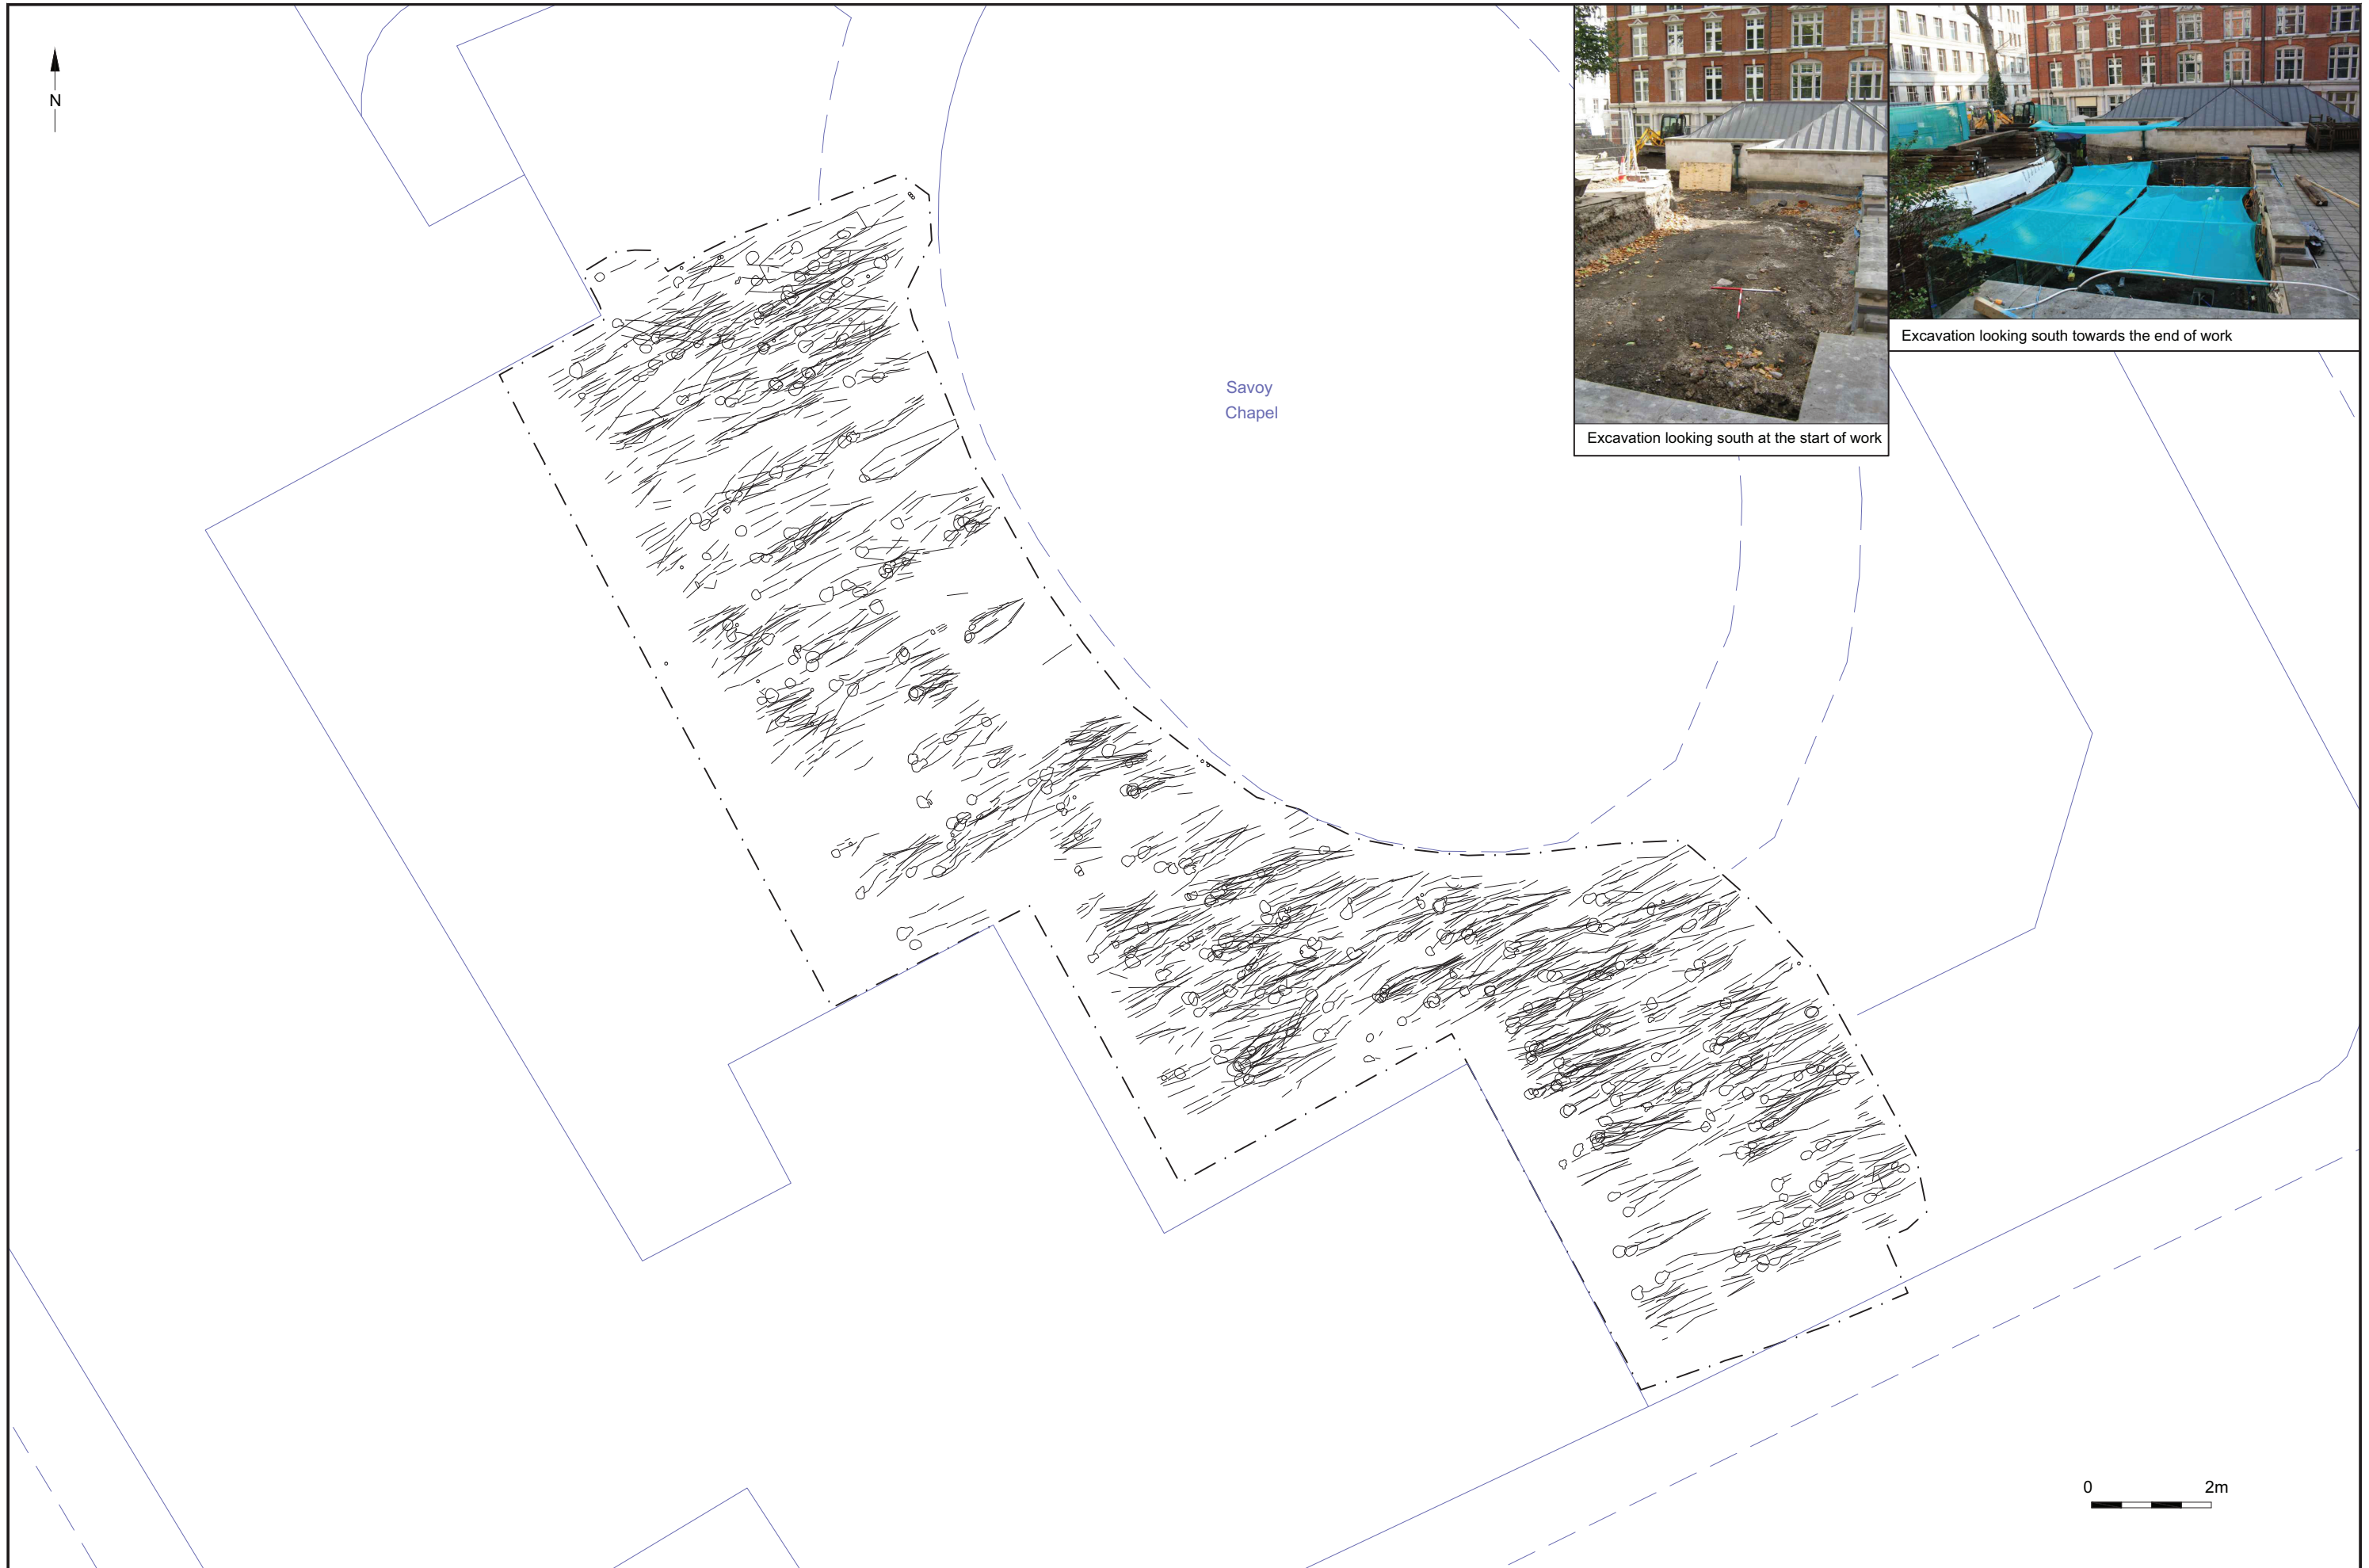 N
Savoy
Chapel
Excavation looking south at the start of work
Excavation looking south towards the end of work
0 2m